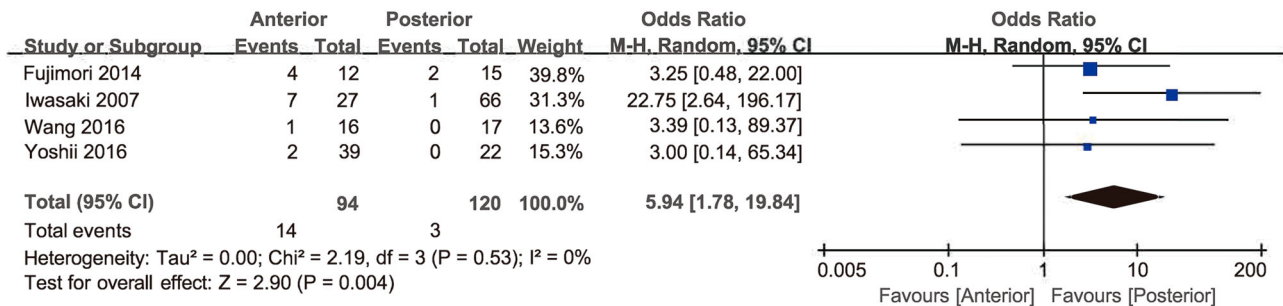 Anterior Posterior Odds Ratio Odds Ratio
Study or Subgroup Events Total Events Total Weight M-H, Random, 95% CI M-H, Random, 95% CI
Fujimori 2014 4 12 2 15 39.8% 3.25 [0.48, 22.00]
Iwasaki 2007 7 27 1 66 31.3% 22.75 [2.64, 196.17]
Wang 2016 1 16 0 17 13.6% 3.39 [0.13, 89.37]
Yoshii 2016 2 39 0 22 15.3% 3.00 [0.14, 65.34]
Total (95% CI) 94 120 100.0% 5.94 [1.78, 19.84]
Total events 14 3
Heterogeneity: Tau² = 0.00; Chi² = 2.19, df = 3 (P = 0.53); I² = 0%
Test for overall effect: Z = 2.90 (P = 0.004)
0.005 0.1 1 10 200
Favours [Anterior] Favours [Posterior]